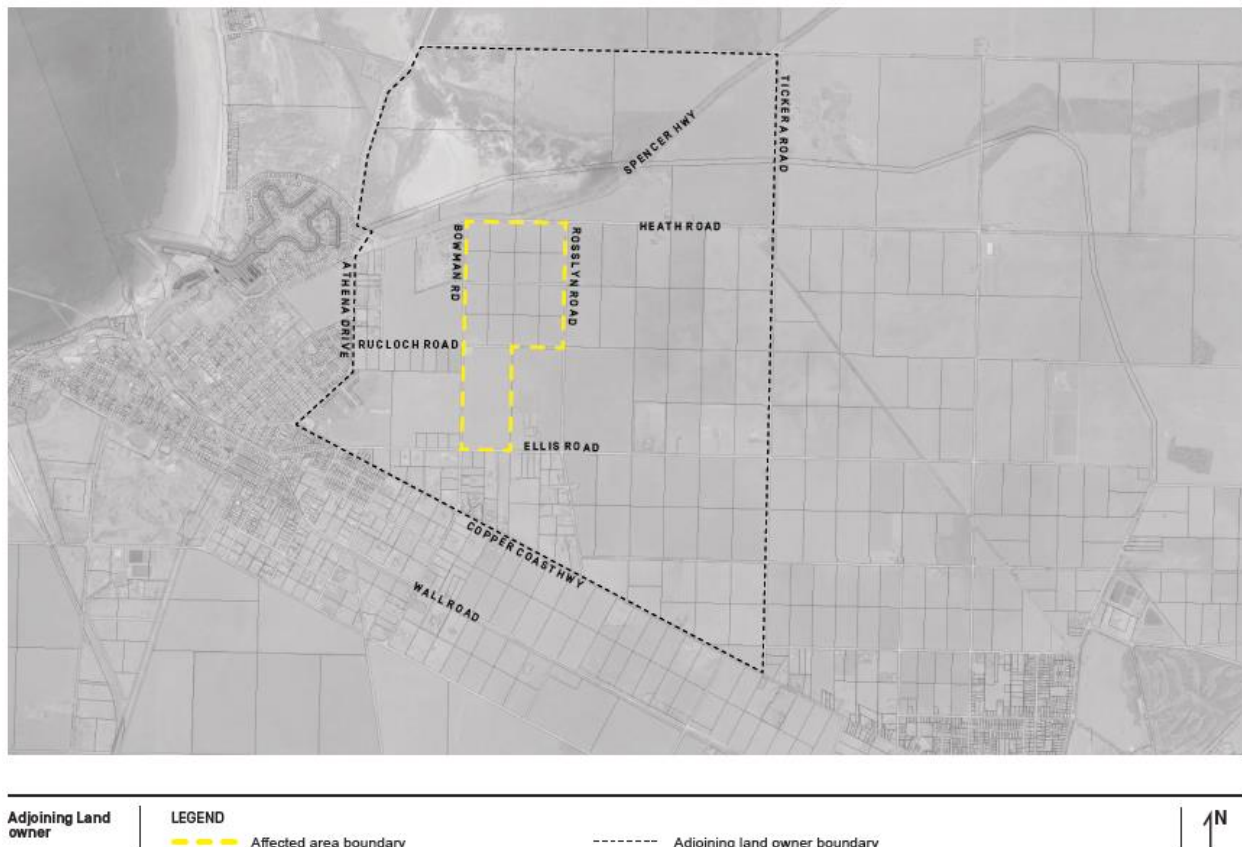 SPENCER HWY
TICKERA ROAD
HEATH ROAD
BOWMAN RD
ROSSLYN ROAD
ATHENA DRIVE
RUCLOCH ROAD
ELLIS ROAD
COPPER COAST HWY
WALL ROAD
Adjoining Land
owner
LEGEND
Affected area boundary
Adjoining land owner boundary
N